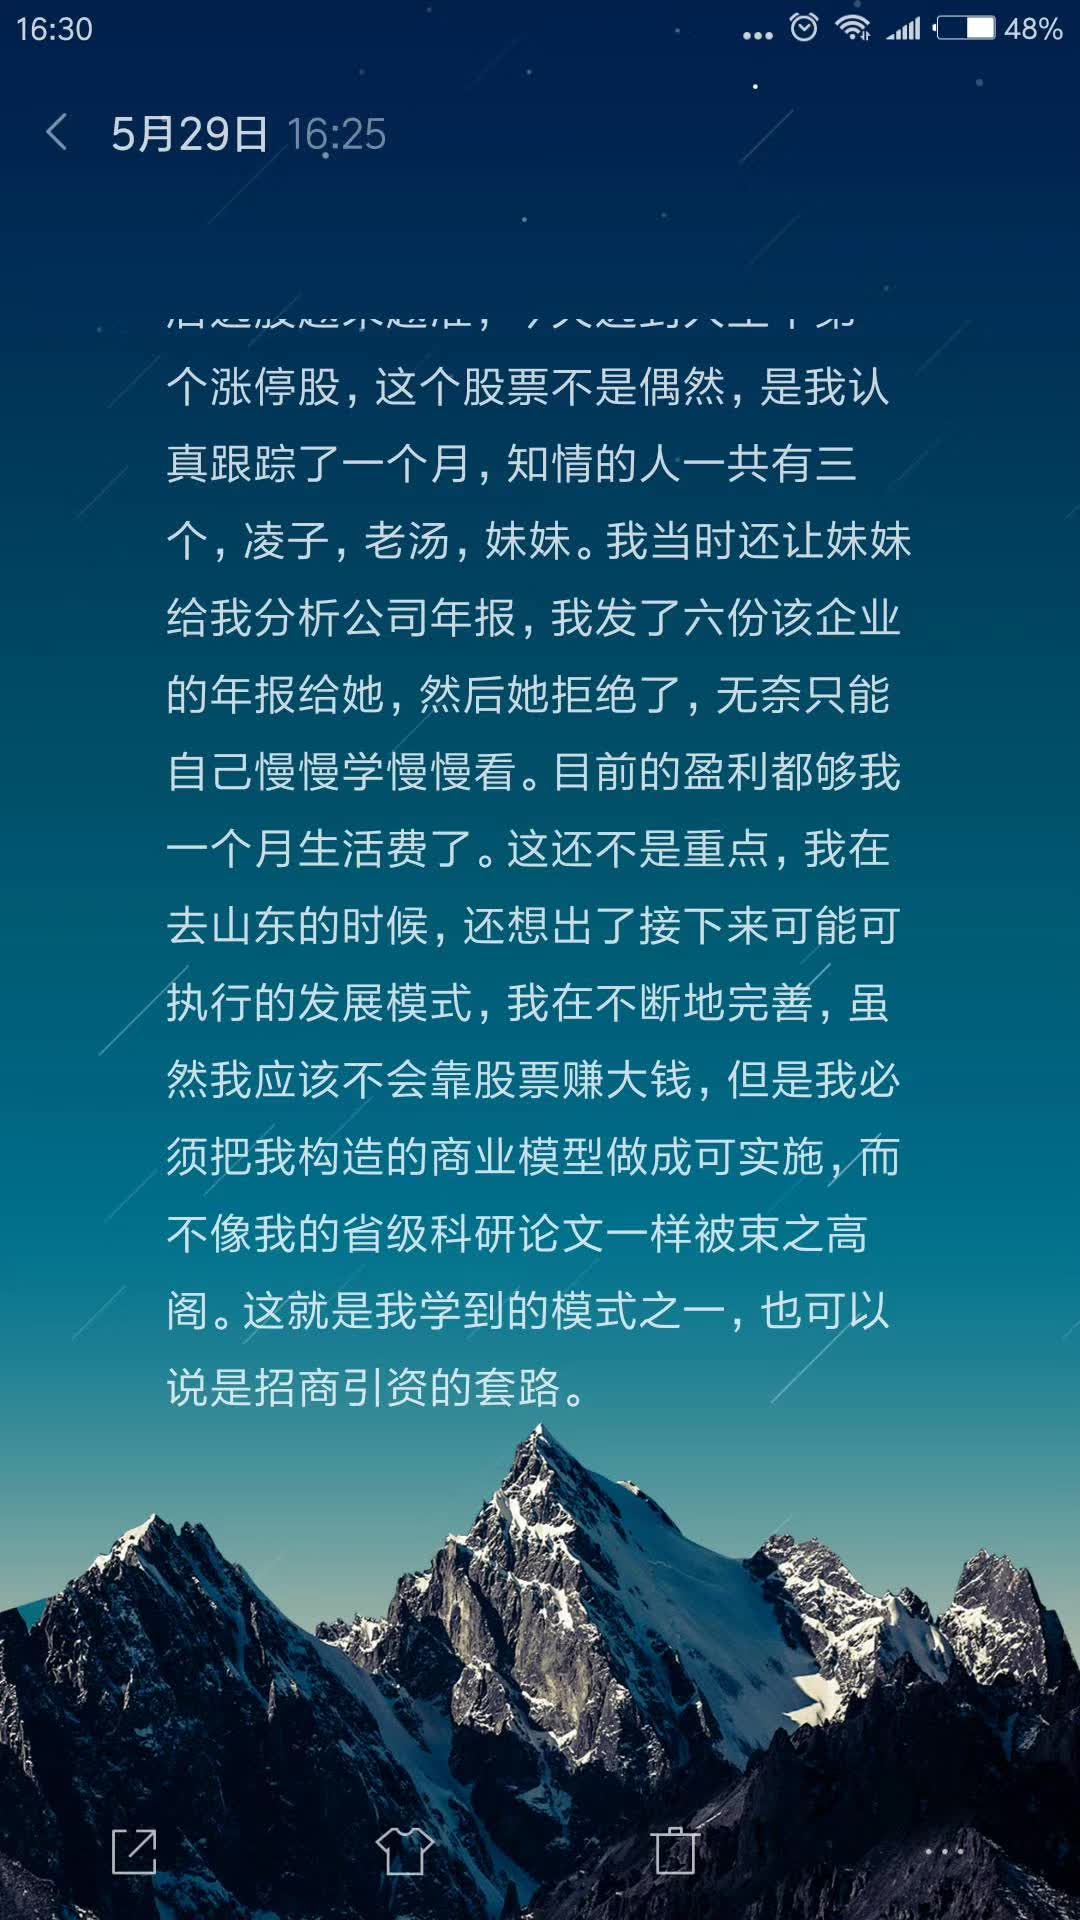 16:30
48%
5月29日 16:25
个涨停股，这个股票不是偶然，是我认
真跟踪了一个月，知情的人一共有三
个，凌子，老汤，妹妹。我当时还让妹妹
给我分析公司年报，我发了六份该企业
的年报给她，然后她拒绝了，无奈只能
自己慢慢学慢慢看。目前的盈利都够我
一个月生活费了。这还不是重点，我在
去山东的时候，还想出了接下来可能可
执行的发展模式，我在不断地完善，虽
然我应该不会靠股票赚大钱，但是我必
须把我构造的商业模型做成可实施，而
不像我的省级科研论文一样被束之高
阁。这就是我学到的模式之一，也可以
说是招商引资的套路。